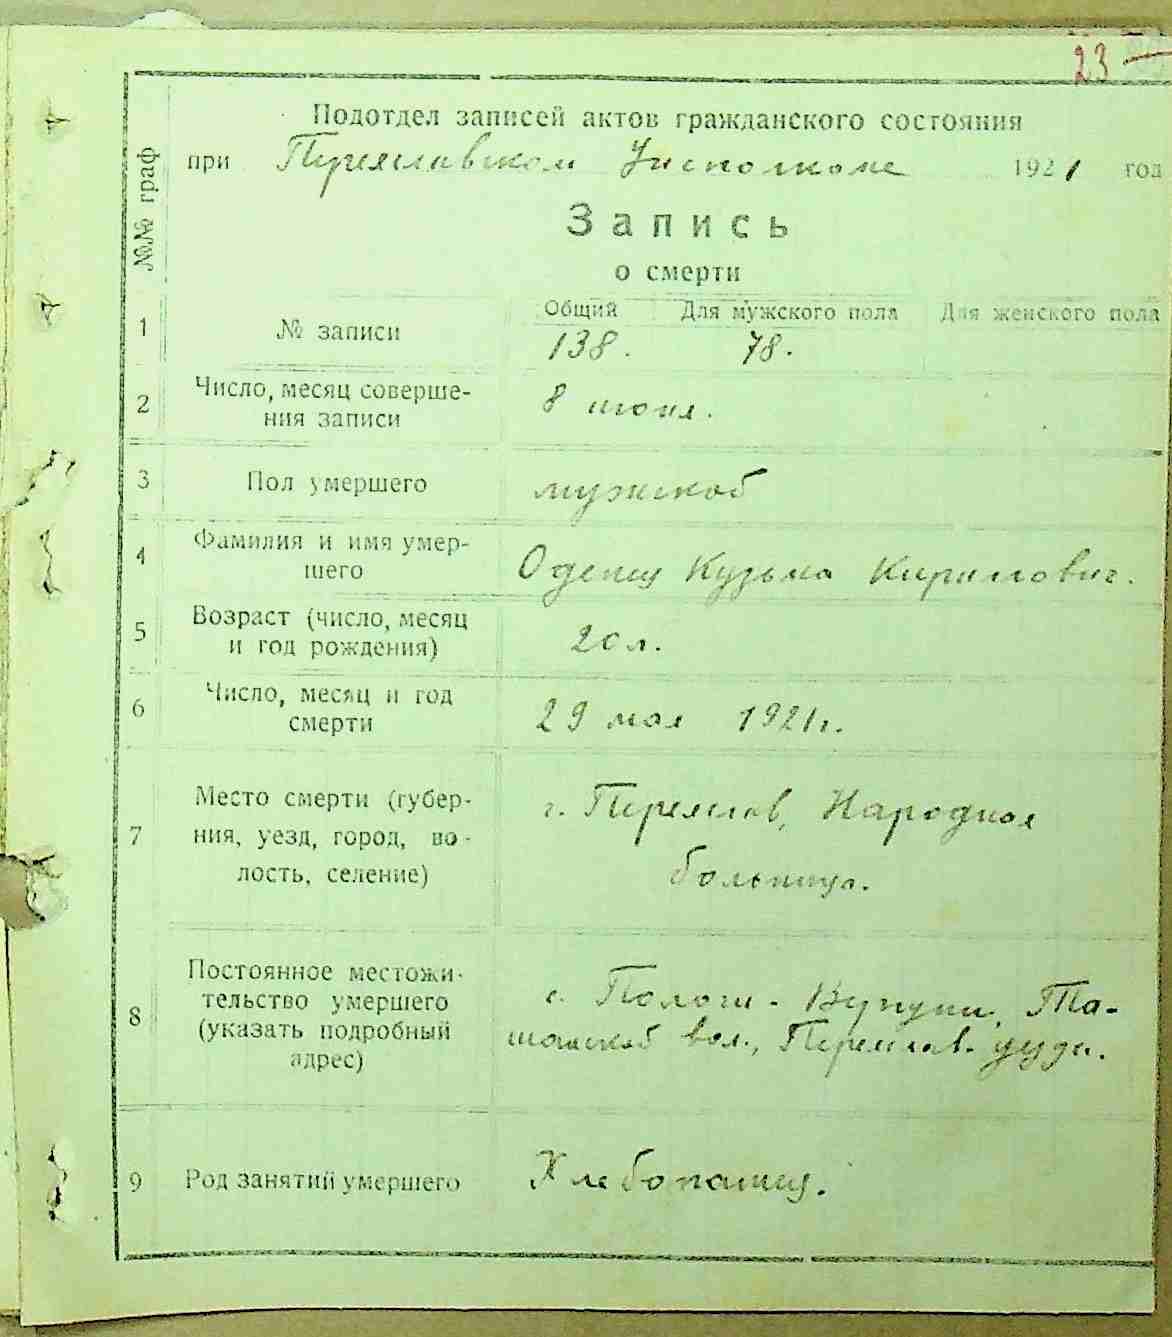 23 —
Подотдел записей актов гражданского состояния
при Переяславском Уисполкоме 1921 год
Запись
о смерти
№№ граф
1 № записи Общий Для мужского пола Для женского пола
138. 78.
2 Число, месяц соверше-
ния записи 8 июня.
3 Пол умершего мужской
4 Фамилия и имя умер-
шего Кузьма Кириллович.
5 Возраст (число, месяц
и год рождения) 20 л.
6 Число, месяц и год
смерти 29 мая 1921 г.
7 Место смерти (губер-
ния, уезд, город, во-
лость, селение)
г. Переяслав, Народная
больница.
8 Постоянное местожи-
тельство умершего
(указать подробный
адрес)
с. Пологи - Вергуны, Та-
шанской вол., Переяслав. уезда.
9 Род занятий умершего Хлебопашец.